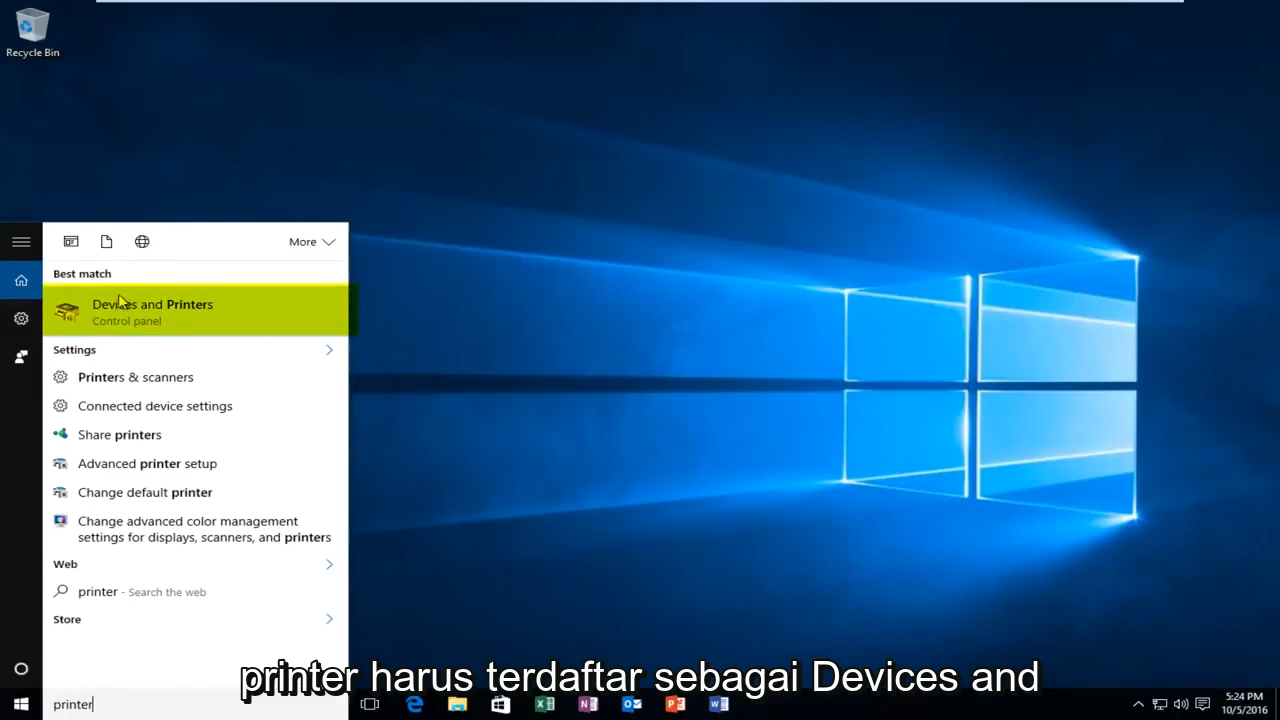 Recycle Bin
More
Best match
Devices and Printers
Control panel
Settings
Printers & scanners
Connected device settings
Share printers
Advanced printer setup
Change default printer
Change advanced color management
settings for displays, scanners, and printers
Web
printer - Search the web
Store
printer harus terdaftar sebagai Devices and
printer
5:24 PM
10/5/2016